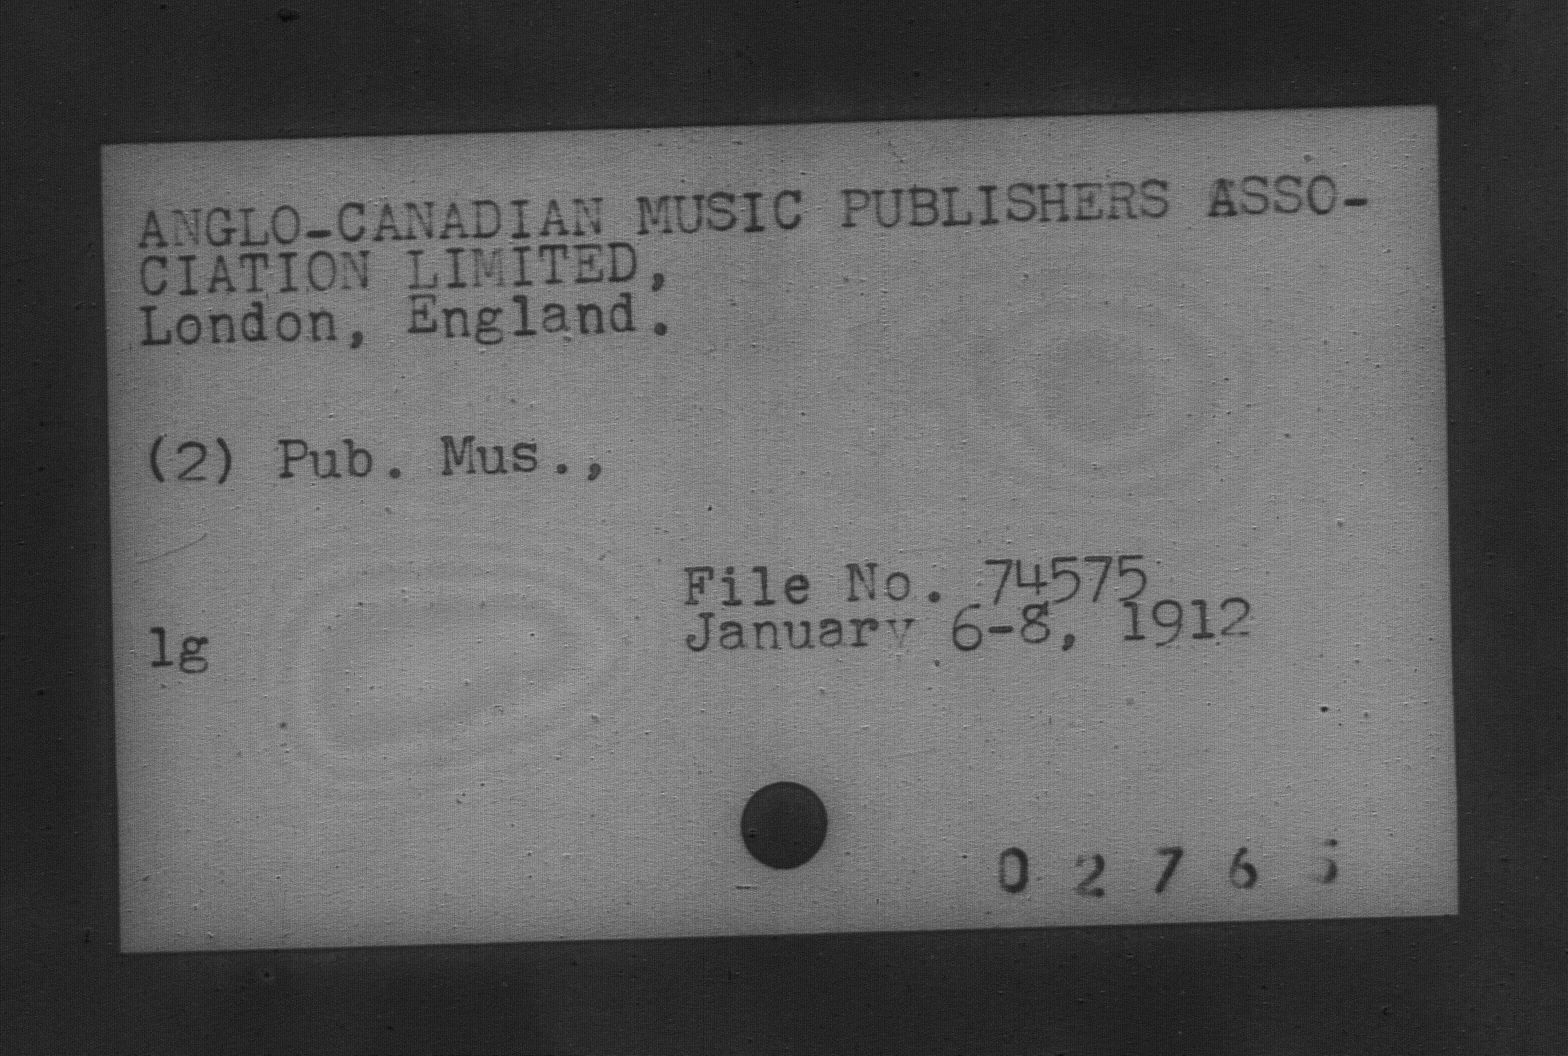 ANGLO-CANADIAN MUSIC PUBLISHERS ASSO-
CIATION LIMITED,
London, England.
(2) Pub. Mus.,
File No. 74575
lg January 6-8, 1912
0 2 7 6